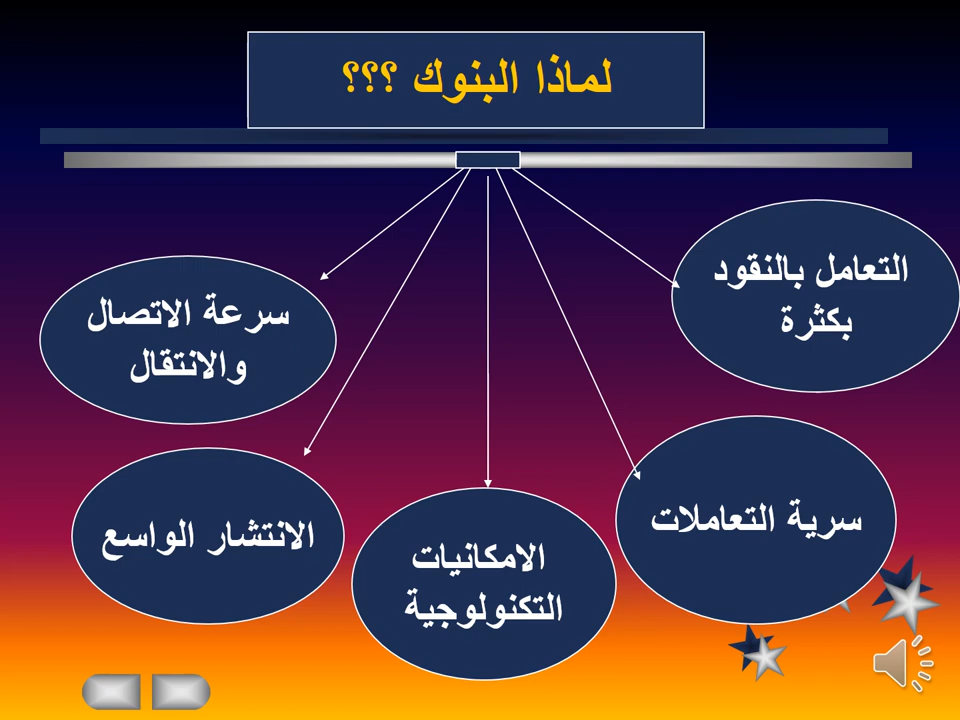 لماذا البنوك ؟؟؟
التعامل بالنقود
بكثرة
سرعة الاتصال
والانتقال
سرية التعاملات
الانتشار الواسع
الامكانيات
التكنولوجية